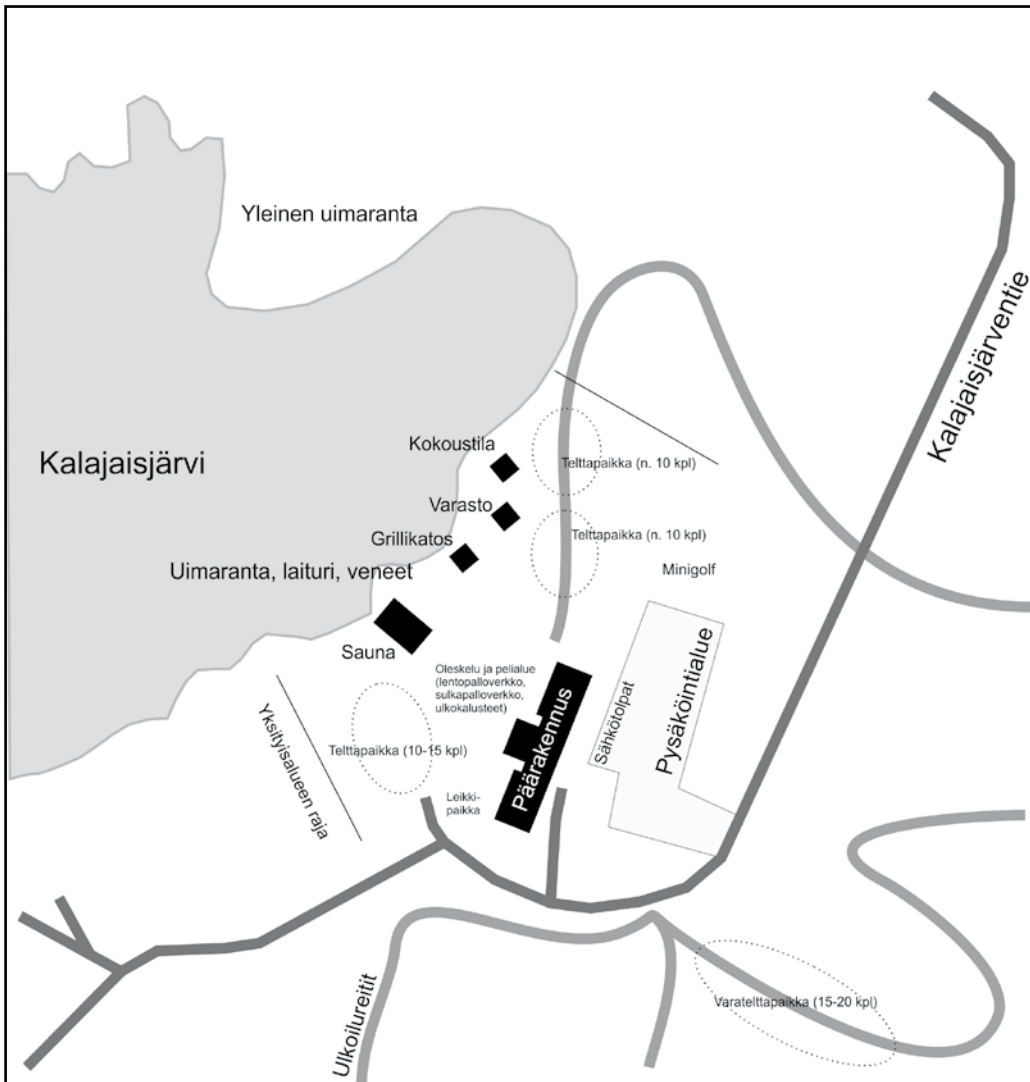 Yleinen uimaranta
Kalajaisjärventie
Kalajaisjärvi
Kokoustila
Telttapaikka (n. 10 kpl)
Varasto
Grillikatos
Telttapaikka (n. 10 kpl)
Uimaranta, laituri, veneet
Minigolf
Sauna
Oleskelu ja pelialue
(lentopalloverkko,
sulkapalloverkko,
ulkokalusteet)
Pysäköintialue
Sähkötolpat
Päärakennus
Yksityisalueen raja
Telttapaikka (10-15 kpl)
Leikki-
paikka
Ulkoilureitit
Varatelttapaikka (15-20 kpl)